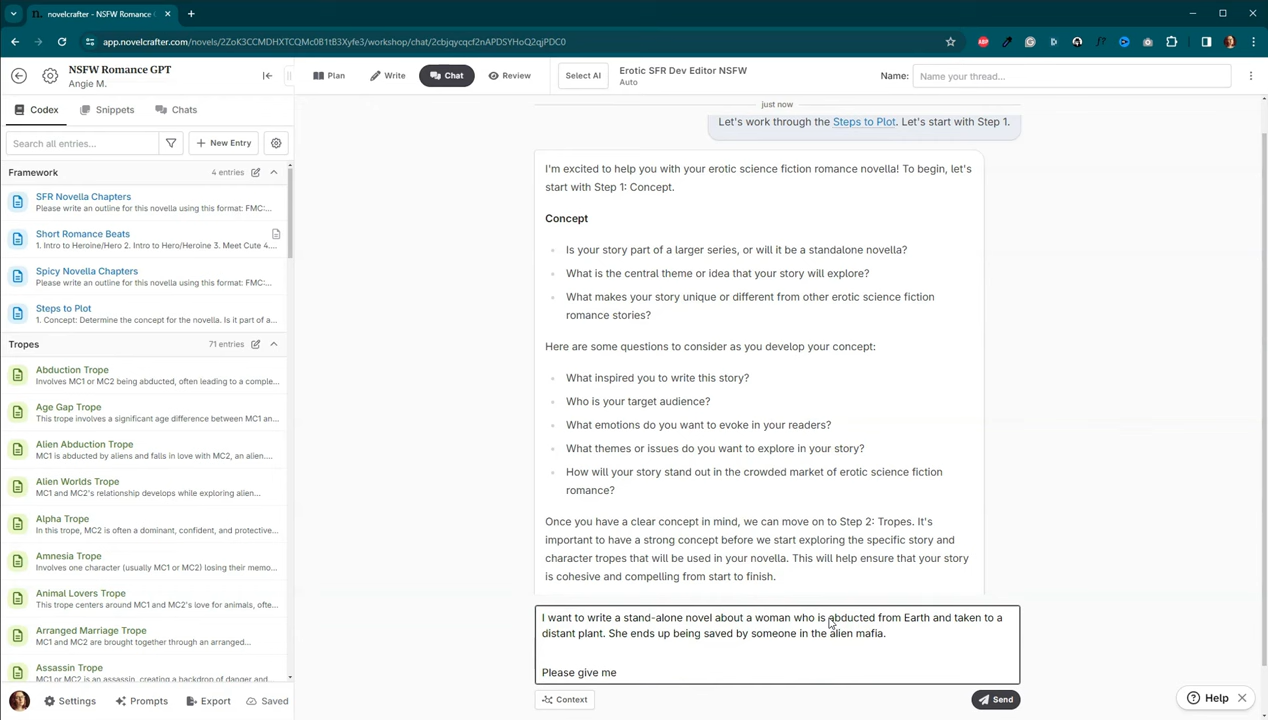 novelcrafter - NSFW Romance G
app.novelcrafter.com/novels/2ZoK3CCMDHXTCQMc0B1tB3Xyfe3/workshop/chat/2cbjqycqcf2nAPDSYHoQ2qjPDC0
NSFW Romance GPT
Angie M.
Plan
Write
Chat
Review
Select AI
Erotic SFR Dev Editor NSFW
Auto
Name:
Name your thread...
Codex
Snippets
Chats
Search all entries...
+ New Entry
Framework
4 entries
SFR Novella Chapters
Please write an outline for this novella using this format: FMC:...
Short Romance Beats
1. Intro to Heroine/Hero 2. Intro to Hero/Heroine 3. Meet Cute 4....
Spicy Novella Chapters
Please write an outline for this novella using this format: FMC:...
Steps to Plot
1. Concept: Determine the concept for the novella. Is it part of a...
Tropes
71 entries
Abduction Trope
Involves MC1 or MC2 being abducted, often leading to a comple...
Age Gap Trope
This trope involves a significant age difference between MC1 an...
Alien Abduction Trope
MC1 is abducted by aliens and falls in love with MC2, an alien....
Alien Worlds Trope
MC1 and MC2's relationship develops while exploring alien...
Alpha Trope
In this trope, MC2 is often a dominant, confident, and protective...
Amnesia Trope
Involves one character (usually MC1 or MC2) losing their memo...
Animal Lovers Trope
This trope centers around MC1 and MC2's love for animals, ofte...
Arranged Marriage Trope
MC1 and MC2 are brought together through an arranged...
Assassin Trope
MC1 or MC2 is an assassin, creating a backdrop of danger and
Settings
Prompts
Export
Saved
just now
Let's work through the Steps to Plot. Let's start with Step 1.
I'm excited to help you with your erotic science fiction romance novella! To begin, let's
start with Step 1: Concept.
Concept
Is your story part of a larger series, or will it be a standalone novella?
What is the central theme or idea that your story will explore?
What makes your story unique or different from other erotic science fiction
romance stories?
Here are some questions to consider as you develop your concept:
What inspired you to write this story?
Who is your target audience?
What emotions do you want to evoke in your readers?
What themes or issues do you want to explore in your story?
How will your story stand out in the crowded market of erotic science fiction
romance?
Once you have a clear concept in mind, we can move on to Step 2: Tropes. It's
important to have a strong concept before we start exploring the specific story and
character tropes that will be used in your novella. This will help ensure that your story
is cohesive and compelling from start to finish.
I want to write a stand-alone novel about a woman who is abducted from Earth and taken to a
distant plant. She ends up being saved by someone in the alien mafia.
Please give me
Context
Send
Help